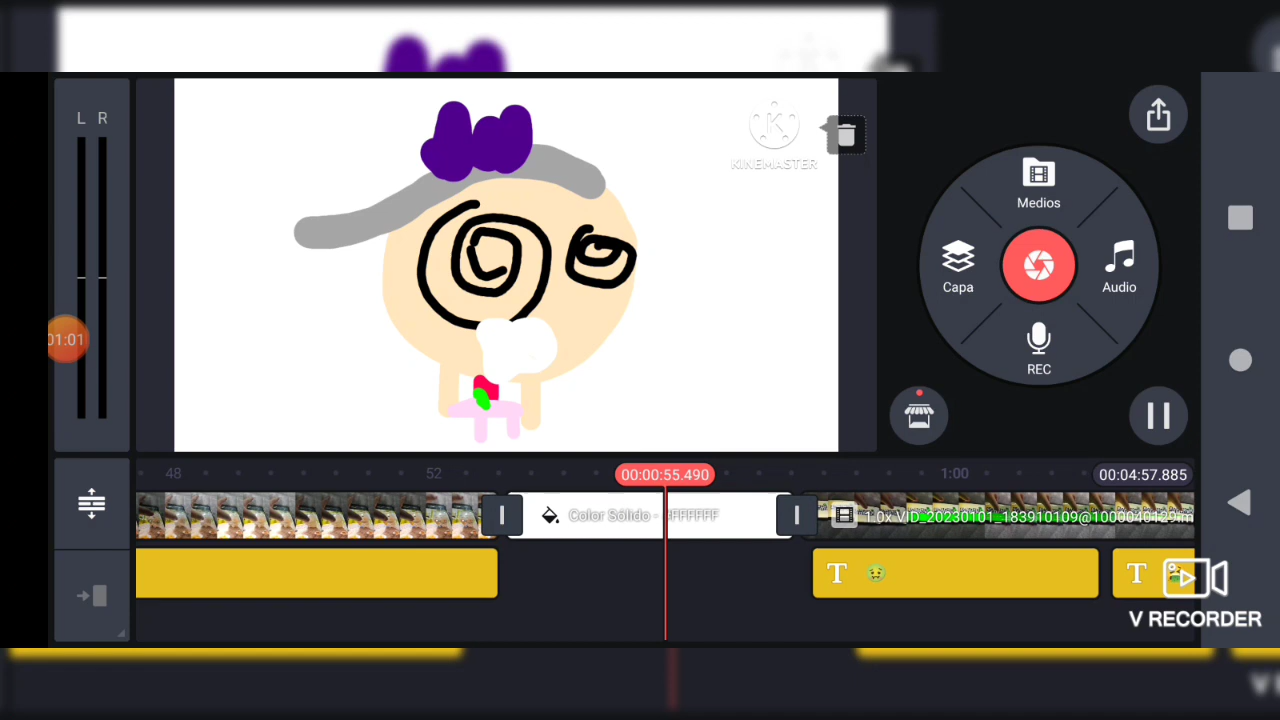 L R
KINEMASTER
Medios
Capa
Audio
REC
01:01
48
52
00:00:55.490
1:00
00:04:57.885
Color Sólido - #FFFFFF
1.0x VID_20230101_183910109@1000040129.m
T
T
V RECORDER